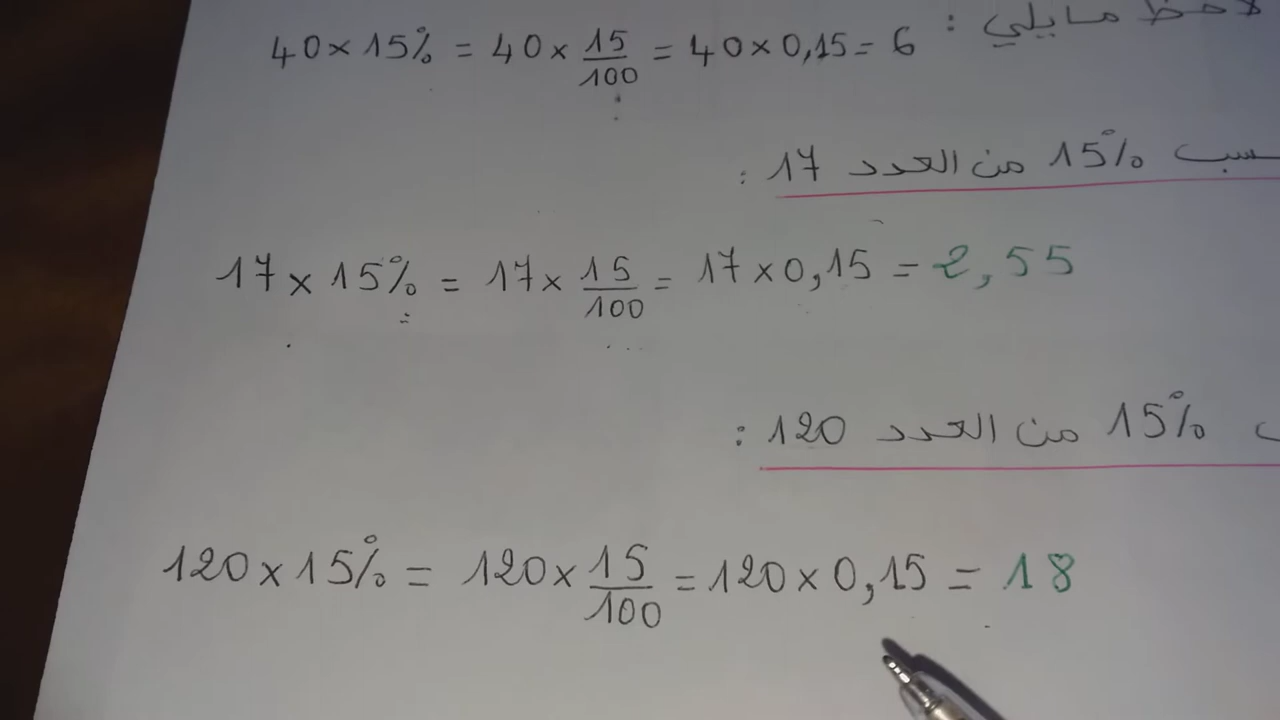 لاحظ مايلي :
40 × 15% = 40 × 15/100 = 40 × 0,15 = 6
15% من العدد 17 :
17 × 15% = 17 × 15/100 = 17 × 0,15 = 2,55
15% من العدد 120 :
120 × 15% = 120 × 15/100 = 120 × 0,15 = 18